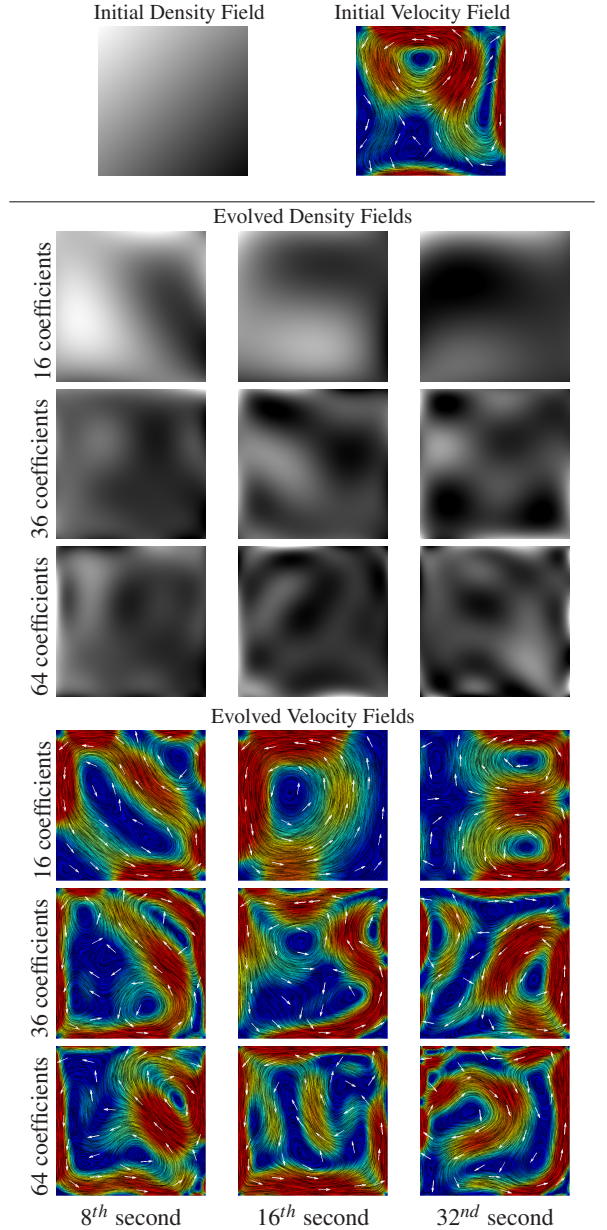 Initial Density Field
Initial Velocity Field
Evolved Density Fields
16 coefficients
36 coefficients
64 coefficients
Evolved Velocity Fields
16 coefficients
36 coefficients
64 coefficients
8th second
16th second
32nd second